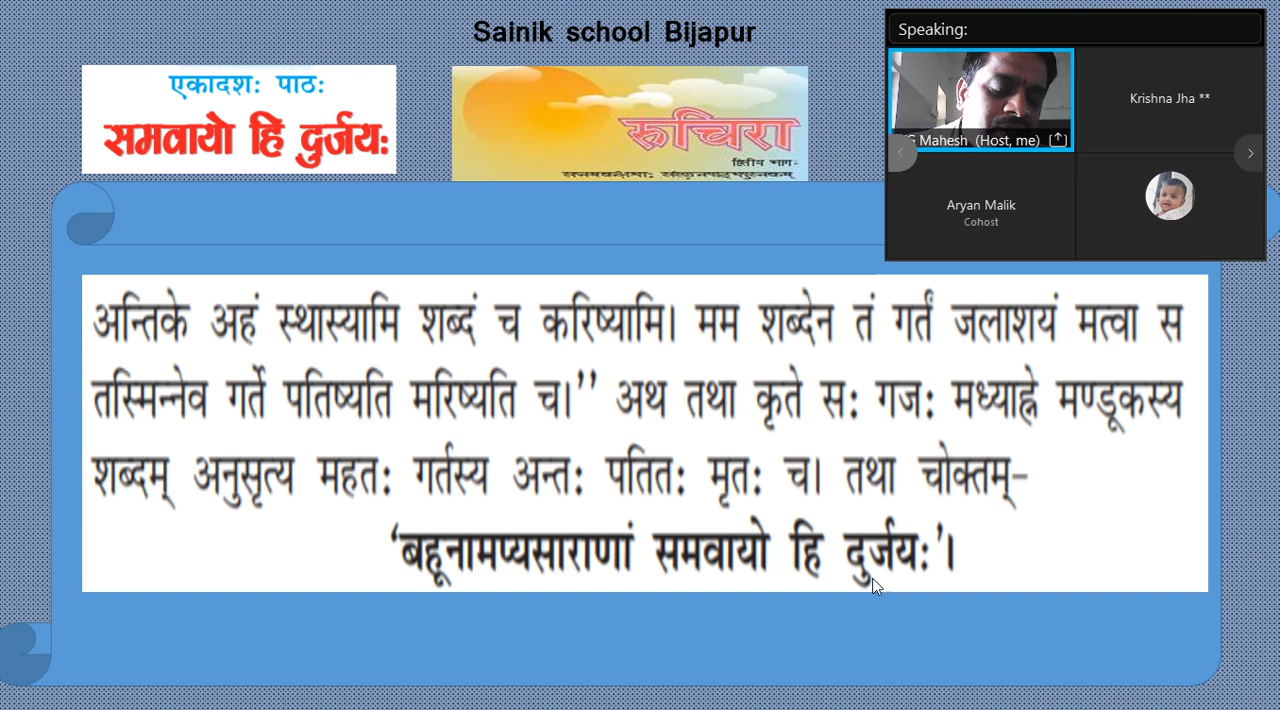 Sainik school Bijapur
एकादशः पाठः
समवायो हि दुर्जयः
रुचिरा
द्वितीय भागः
Speaking:
G Mahesh (Host, me)
Krishna Jha **
Aryan Malik
Cohost
अन्तिके अहं स्थास्यामि शब्दं च करिष्यामि। मम शब्देन तं गर्तं जलाशयं मत्वा स
तस्मिन्नेव गर्ते पतिष्यति मरिष्यति च।’’ अथ तथा कृते सः गजः मध्याह्ने मण्डूकस्य
शब्दम् अनुसृत्य महतः गर्तस्य अन्तः पतितः मृतः च। तथा चोक्तम्-
‘बहूनामप्यसाराणां समवायो हि दुर्जयः’।